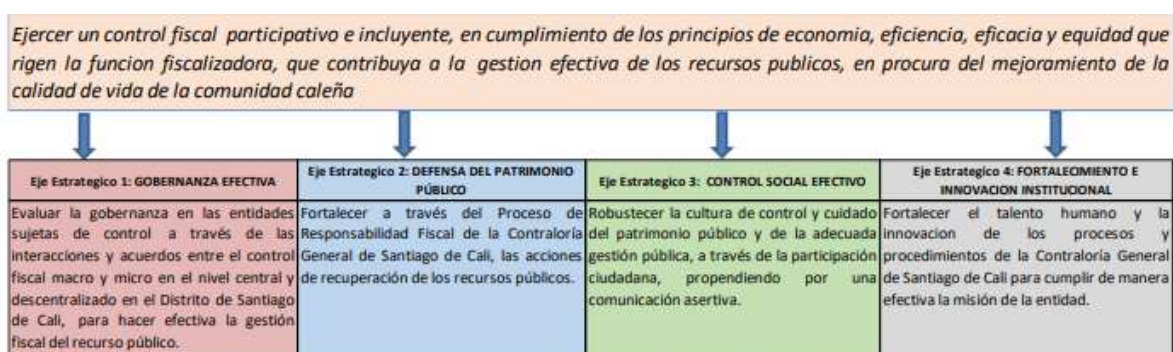 Ejercer un control fiscal participativo e incluyente, en cumplimiento de los principios de economia, eficiencia, eficacia y equidad que
rigen la funcion fiscalizadora, que contribuya a la gestion efectiva de los recursos publicos, en procura del mejoramiento de la
calidad de vida de la comunidad caleña
Eje Estrategico 1: GOBERNANZA EFECTIVA
Evaluar la gobernanza en las entidades
sujetas de control a través de las
interacciones y acuerdos entre el control
fiscal macro y micro en el nivel central y
descentralizado en el Distrito de Santiago
de Cali, para hacer efectiva la gestión
fiscal del recurso público.
Eje Estrategico 2: DEFENSA DEL PATRIMONIO
PÚBLICO
Fortalecer a través del Proceso de
Responsabilidad Fiscal de la Contraloría
General de Santiago de Cali, las acciones
de recuperación de los recursos públicos.
Eje Estrategico 3: CONTROL SOCIAL EFECTIVO
Robustecer la cultura de control y cuidado
del patrimonio público y de la adecuada
gestión pública, a través de la participación
ciudadana, propendiendo por una
comunicación asertiva.
Eje Estrategico 4: FORTALECIMIENTO E
INNOVACION INSTITUCIONAL
Fortalecer el talento humano y la
innovacion de los procesos y
procedimientos de la Contraloría General
de Santiago de Cali para cumplir de manera
efectiva la misión de la entidad.